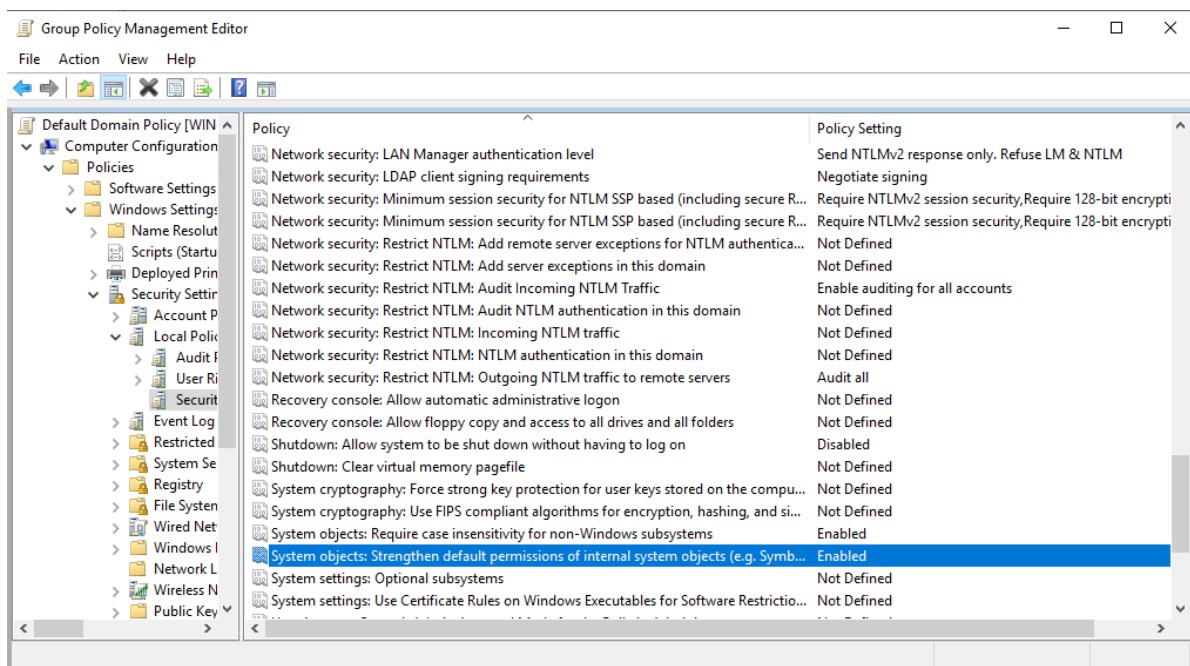 Group Policy Management Editor
File Action View Help
Default Domain Policy [WIN
Computer Configuration
Policies
Software Settings
Windows Settings
Name Resolut
Scripts (Startu
Deployed Prin
Security Settin
Account P
Local Polic
Audit P
User Ri
Securit
Event Log
Restricted
System Se
Registry
File System
Wired Net
Windows
Network L
Wireless N
Public Key
Policy Policy Setting
Network security: LAN Manager authentication level Send NTLMv2 response only. Refuse LM & NTLM
Network security: LDAP client signing requirements Negotiate signing
Network security: Minimum session security for NTLM SSP based (including secure R... Require NTLMv2 session security,Require 128-bit encrypti
Network security: Minimum session security for NTLM SSP based (including secure R... Require NTLMv2 session security,Require 128-bit encrypti
Network security: Restrict NTLM: Add remote server exceptions for NTLM authentica... Not Defined
Network security: Restrict NTLM: Add server exceptions in this domain Not Defined
Network security: Restrict NTLM: Audit Incoming NTLM Traffic Enable auditing for all accounts
Network security: Restrict NTLM: Audit NTLM authentication in this domain Not Defined
Network security: Restrict NTLM: Incoming NTLM traffic Not Defined
Network security: Restrict NTLM: NTLM authentication in this domain Not Defined
Network security: Restrict NTLM: Outgoing NTLM traffic to remote servers Audit all
Recovery console: Allow automatic administrative logon Not Defined
Recovery console: Allow floppy copy and access to all drives and all folders Not Defined
Shutdown: Allow system to be shut down without having to log on Disabled
Shutdown: Clear virtual memory pagefile Not Defined
System cryptography: Force strong key protection for user keys stored on the compu... Not Defined
System cryptography: Use FIPS compliant algorithms for encryption, hashing, and si... Not Defined
System objects: Require case insensitivity for non-Windows subsystems Enabled
System objects: Strengthen default permissions of internal system objects (e.g. Symb... Enabled
System settings: Optional subsystems Not Defined
System settings: Use Certificate Rules on Windows Executables for Software Restrictio... Not Defined